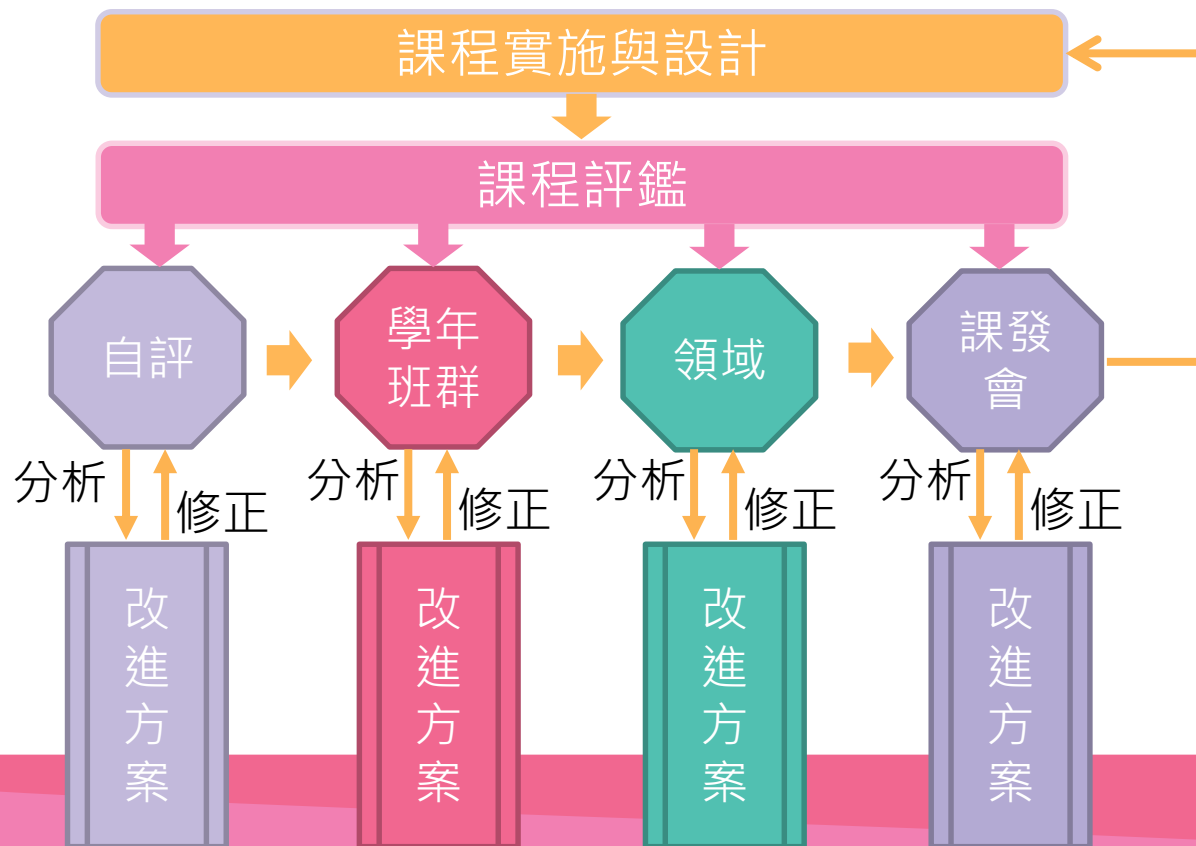 課程實施與設計
課程評鑑
自評
學年
班群
領域
課發
會
分析
修正
分析
修正
分析
修正
分析
修正
改
進
方
案
改
進
方
案
改
進
方
案
改
進
方
案